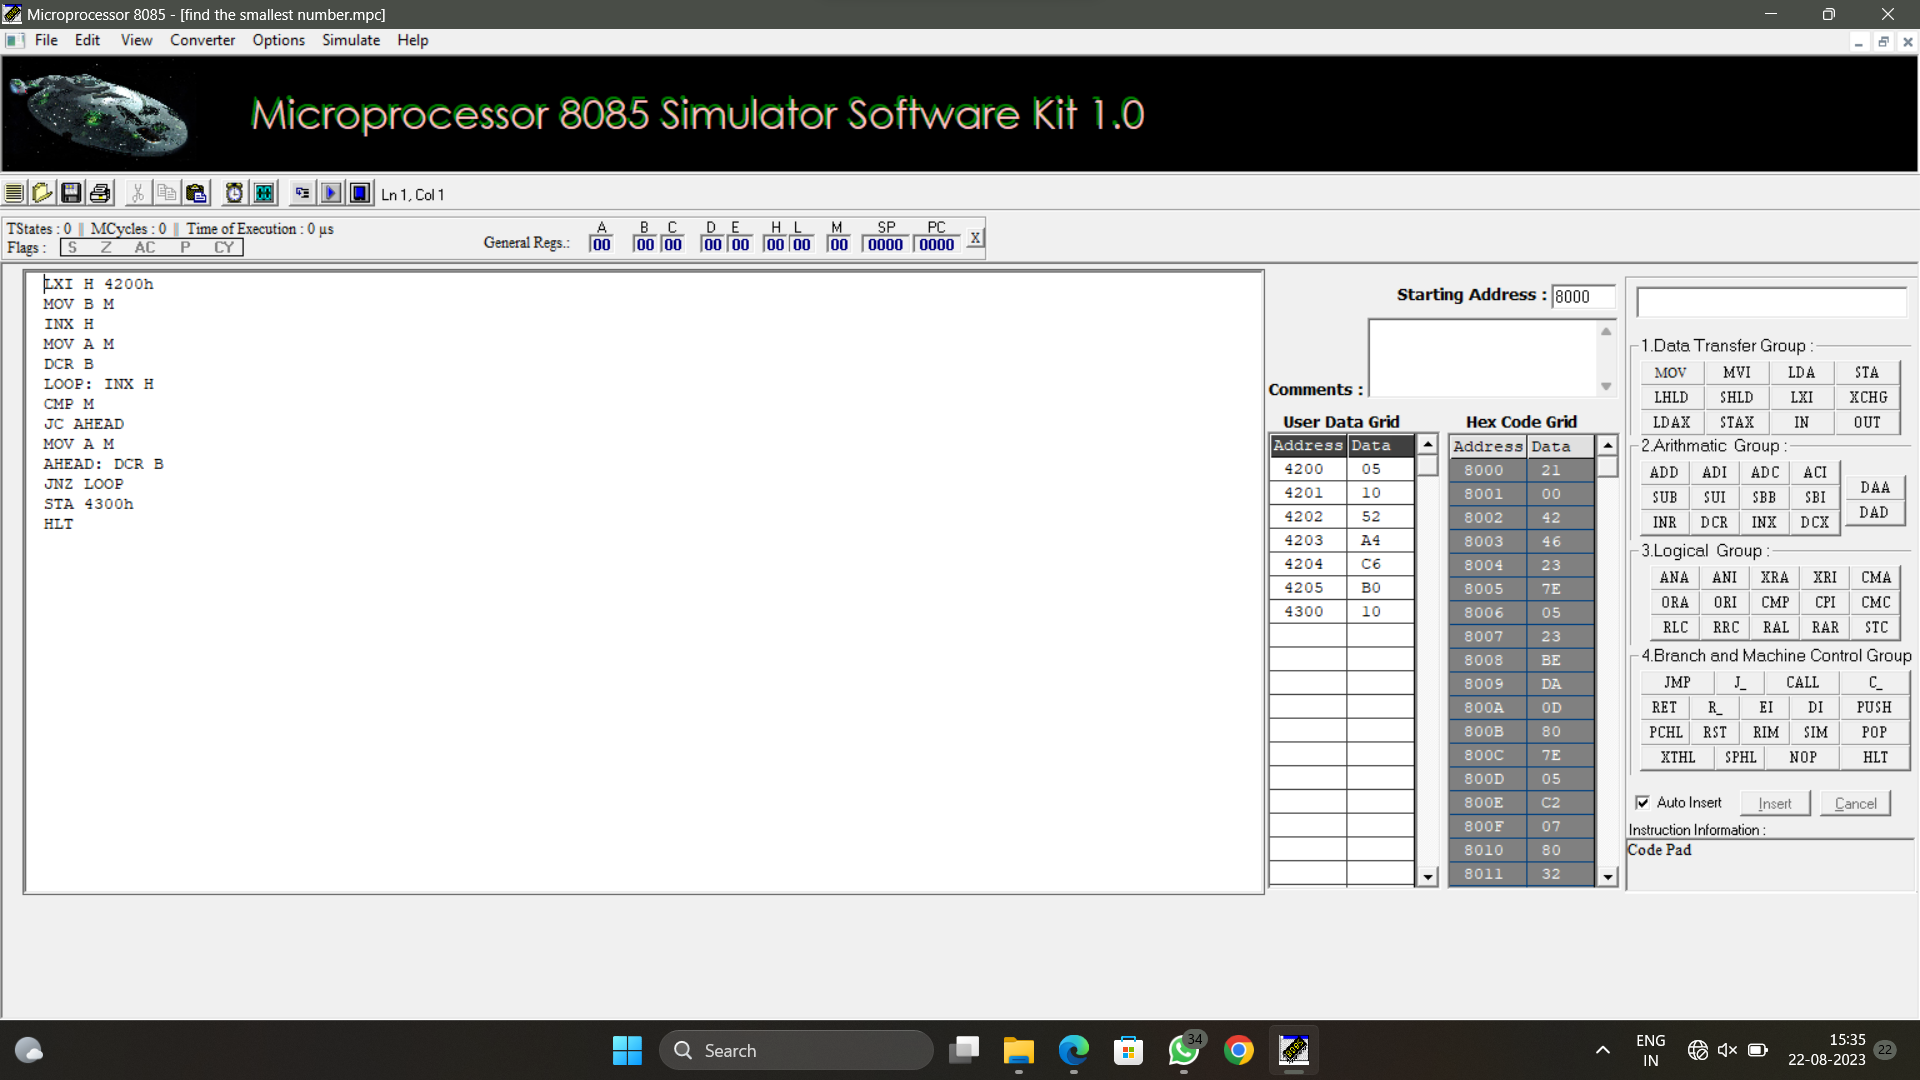 Microprocessor 8085 - [find the smallest number.mpc]
File Edit View Converter Options Simulate Help
Microprocessor 8085 Simulator Software Kit 1.0
Ln 1, Col 1
TStates : 0 || MCycles : 0 || Time of Execution : 0 µs
Flags : S Z AC P CY
General Regs.:
A B C D E H L M SP PC
00 00 00 00 00 00 00 00 0000 0000 X
LXI H 4200h
MOV B M
INX H
MOV A M
DCR B
LOOP: INX H
CMP M
JC AHEAD
MOV A M
AHEAD: DCR B
JNZ LOOP
STA 4300h
HLT
Starting Address : 8000
Comments :
User Data Grid
Address Data
4200 05
4201 10
4202 52
4203 A4
4204 C6
4205 B0
4300 10
Hex Code Grid
Address Data
8000 21
8001 00
8002 42
8003 46
8004 23
8005 7E
8006 05
8007 23
8008 BE
8009 DA
800A 0D
800B 80
800C 7E
800D 05
800E C2
800F 07
8010 80
8011 32
1.Data Transfer Group :
MOV MVI LDA STA
LHLD SHLD LXI XCHG
LDAX STAX IN OUT
2.Arithmatic Group :
ADD ADI ADC ACI
SUB SUI SBB SBI
INR DCR INX DCX
DAA
DAD
3.Logical Group :
ANA ANI XRA XRI CMA
ORA ORI CMP CPI CMC
RLC RRC RAL RAR STC
4.Branch and Machine Control Group
JMP J_ CALL C_
RET R_ EI DI PUSH
PCHL RST RIM SIM POP
XTHL SPHL NOP HLT
Auto Insert Insert Cancel
Instruction Information :
Code Pad
Search
34
ENG
IN
15:35
22-08-2023
22